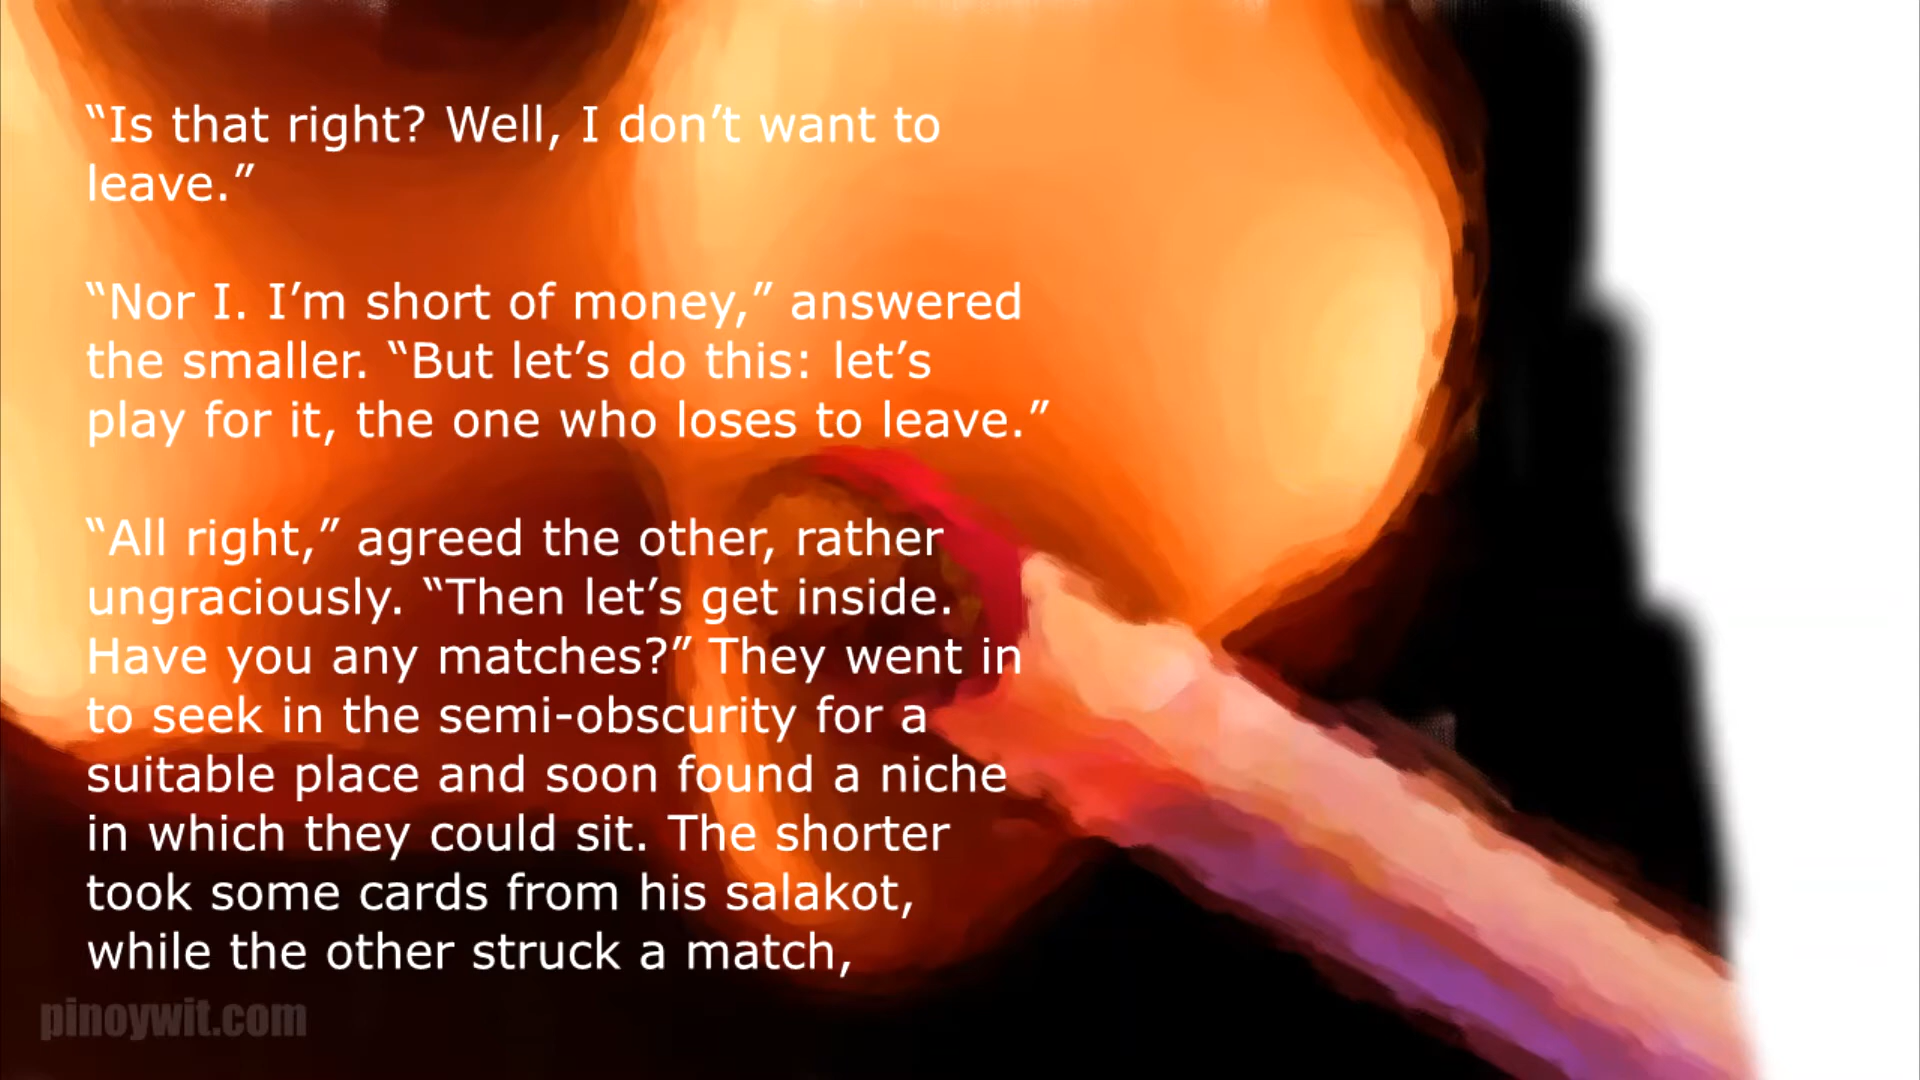 “Is that right? Well, I don’t want to
leave.”
“Nor I. I’m short of money,” answered
the smaller. “But let’s do this: let’s
play for it, the one who loses to leave.”
“All right,” agreed the other, rather
ungraciously. “Then let’s get inside.
Have you any matches?” They went in
to seek in the semi-obscurity for a
suitable place and soon found a niche
in which they could sit. The shorter
took some cards from his salakot,
while the other struck a match,
pinoywit.com